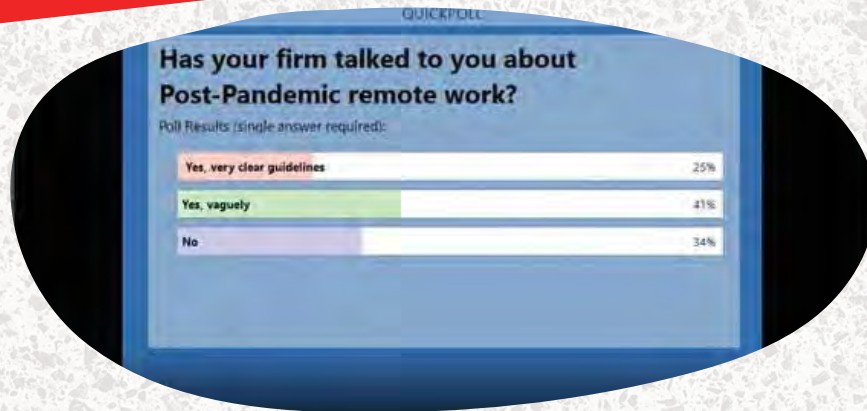 QUICKPOLL
Has your firm talked to you about
Post-Pandemic remote work?
Poll Results (single answer required):
Yes, very clear guidelines 25%
Yes, vaguely 41%
No 34%